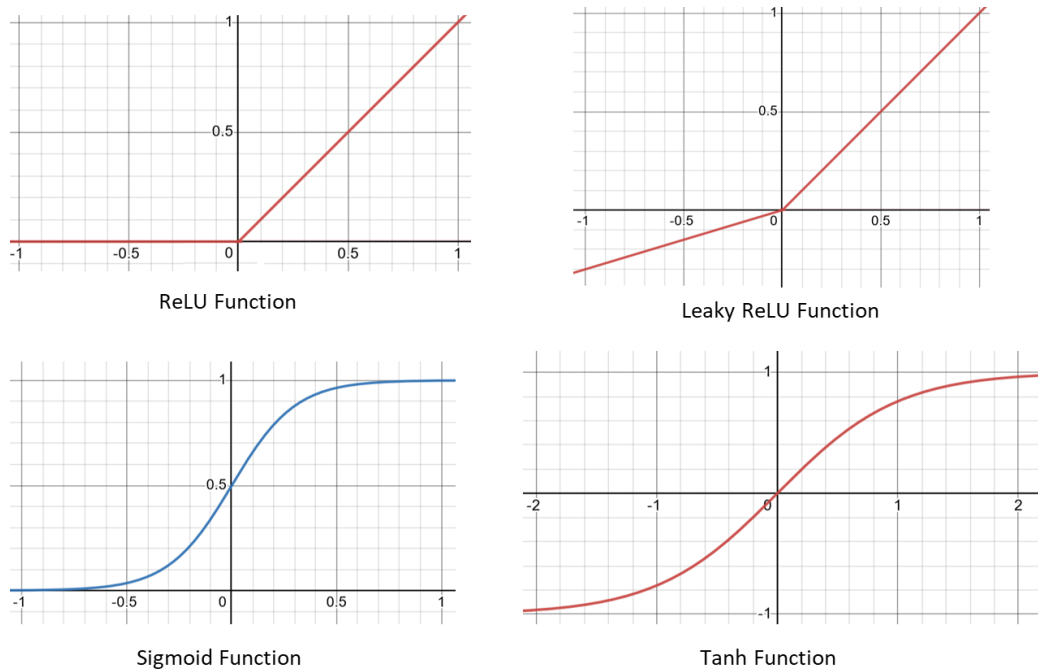 1
0.5
-1 -0.5 0 0.5 1
ReLU Function
1
0.5
-1 -0.5 0 0.5 1
Leaky ReLU Function
1
0.5
-1 -0.5 0 0.5 1
Sigmoid Function
1
-2 -1 0 1 2
-1
Tanh Function